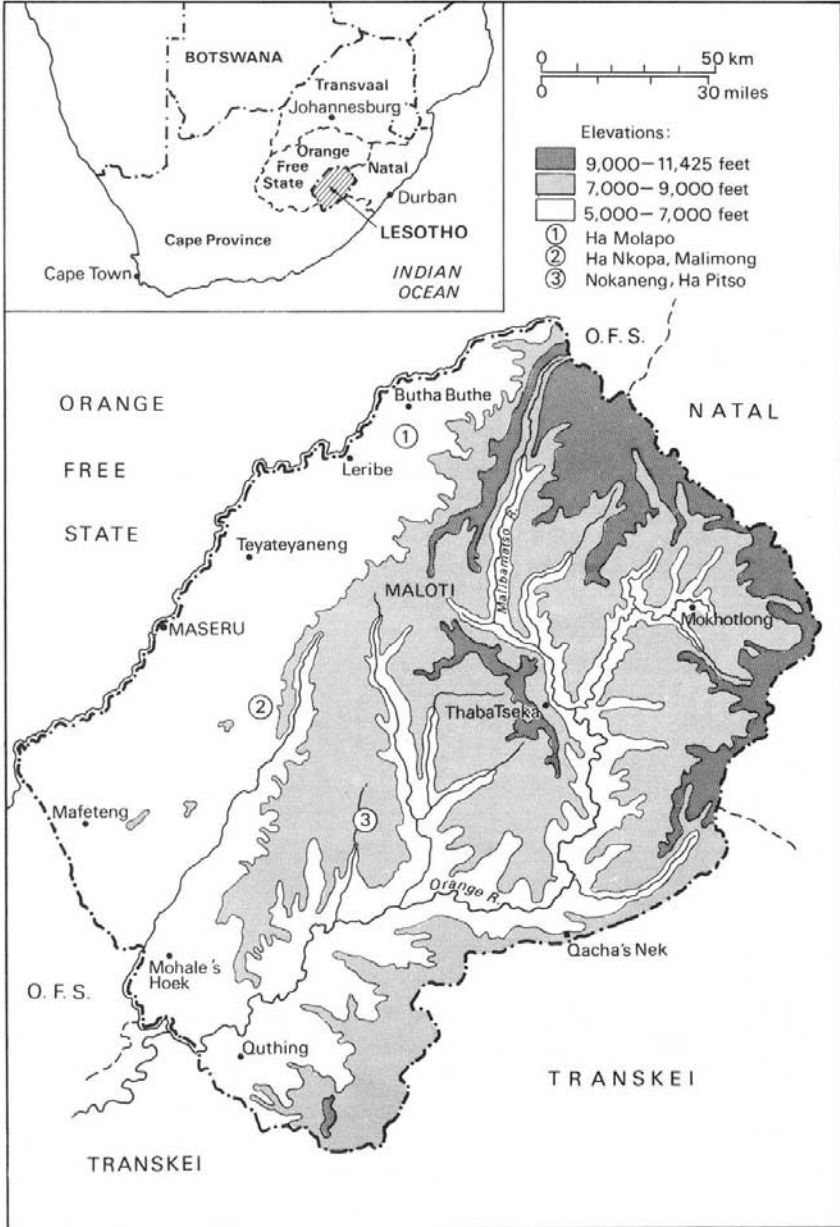 BOTSWANA
Transvaal
Johannesburg
Orange
Free
State
Natal
Durban
LESOTHO
Cape Province
Cape Town
INDIAN
OCEAN
0 50 km
0 30 miles
Elevations:
9,000–11,425 feet
7,000–9,000 feet
5,000–7,000 feet
1 Ha Molapo
2 Ha Nkopa, Malimong
3 Nokaneng, Ha Pitso
O.F.S.
ORANGE
FREE
STATE
NATAL
Butha Buthe
1
Leribe
Teyateyaneng
Malibamatso R.
MALOTI
Mokhotlong
MASERU
2
ThabaTseka
Mafeteng
3
Orange R.
Qacha's Nek
Mohale's
Hoek
O.F.S.
Quthing
TRANSKEI
TRANSKEI